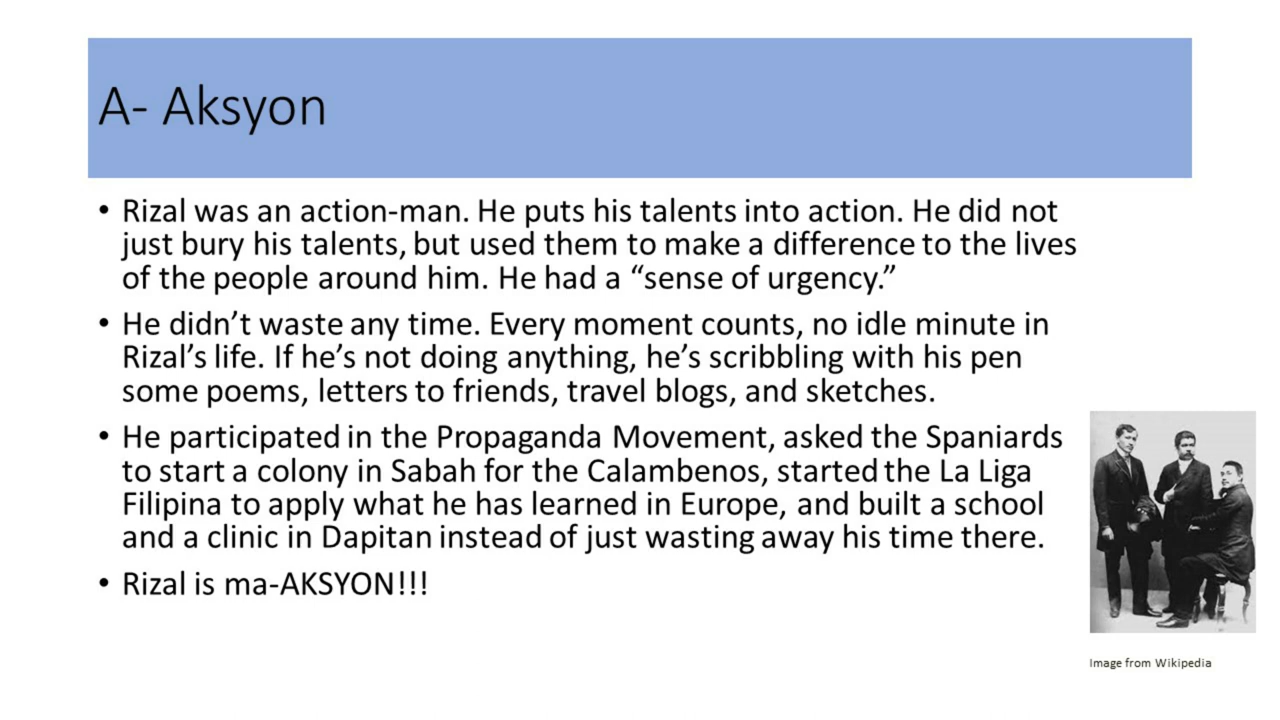 A- Aksyon
• Rizal was an action-man. He puts his talents into action. He did not
just bury his talents, but used them to make a difference to the lives
of the people around him. He had a “sense of urgency.”
• He didn’t waste any time. Every moment counts, no idle minute in
Rizal’s life. If he’s not doing anything, he’s scribbling with his pen
some poems, letters to friends, travel blogs, and sketches.
• He participated in the Propaganda Movement, asked the Spaniards
to start a colony in Sabah for the Calambenos, started the La Liga
Filipina to apply what he has learned in Europe, and built a school
and a clinic in Dapitan instead of just wasting away his time there.
• Rizal is ma-AKSYON!!!
Image from Wikipedia